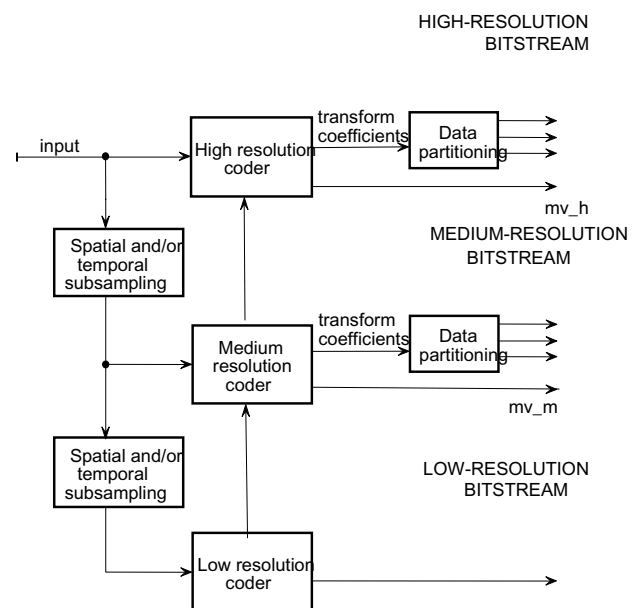 HIGH-RESOLUTION
BITSTREAM
input
High resolution
coder
transform
coefficients
Data
partitioning
mv_h
Spatial and/or
temporal
subsampling
MEDIUM-RESOLUTION
BITSTREAM
Medium
resolution
coder
transform
coefficients
Data
partitioning
mv_m
Spatial and/or
temporal
subsampling
LOW-RESOLUTION
BITSTREAM
Low resolution
coder